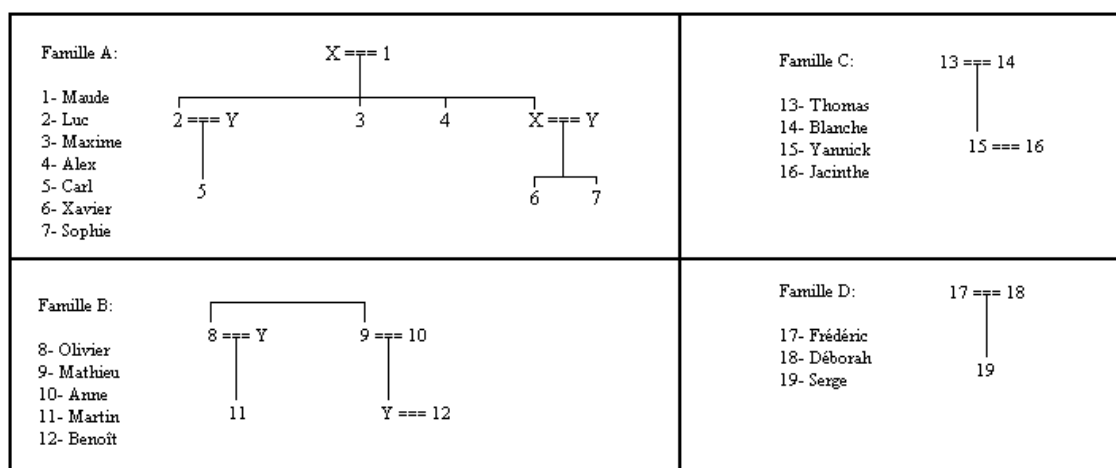 Famille A:
X === 1
1- Maude
2- Luc
3- Maxime
4- Alex
5- Carl
6- Xavier
7- Sophie
2 === Y 3 4 X === Y
5
6 7
Famille C:
13 === 14
13- Thomas
14- Blanche
15- Yannick
16- Jacinthe
15 === 16
Famille B:
8 === Y 9 === 10
8- Olivier
9- Mathieu
10- Anne
11- Martin
12- Benoît
11 Y === 12
Famille D:
17 === 18
17- Frédéric
18- Déborah
19- Serge
19